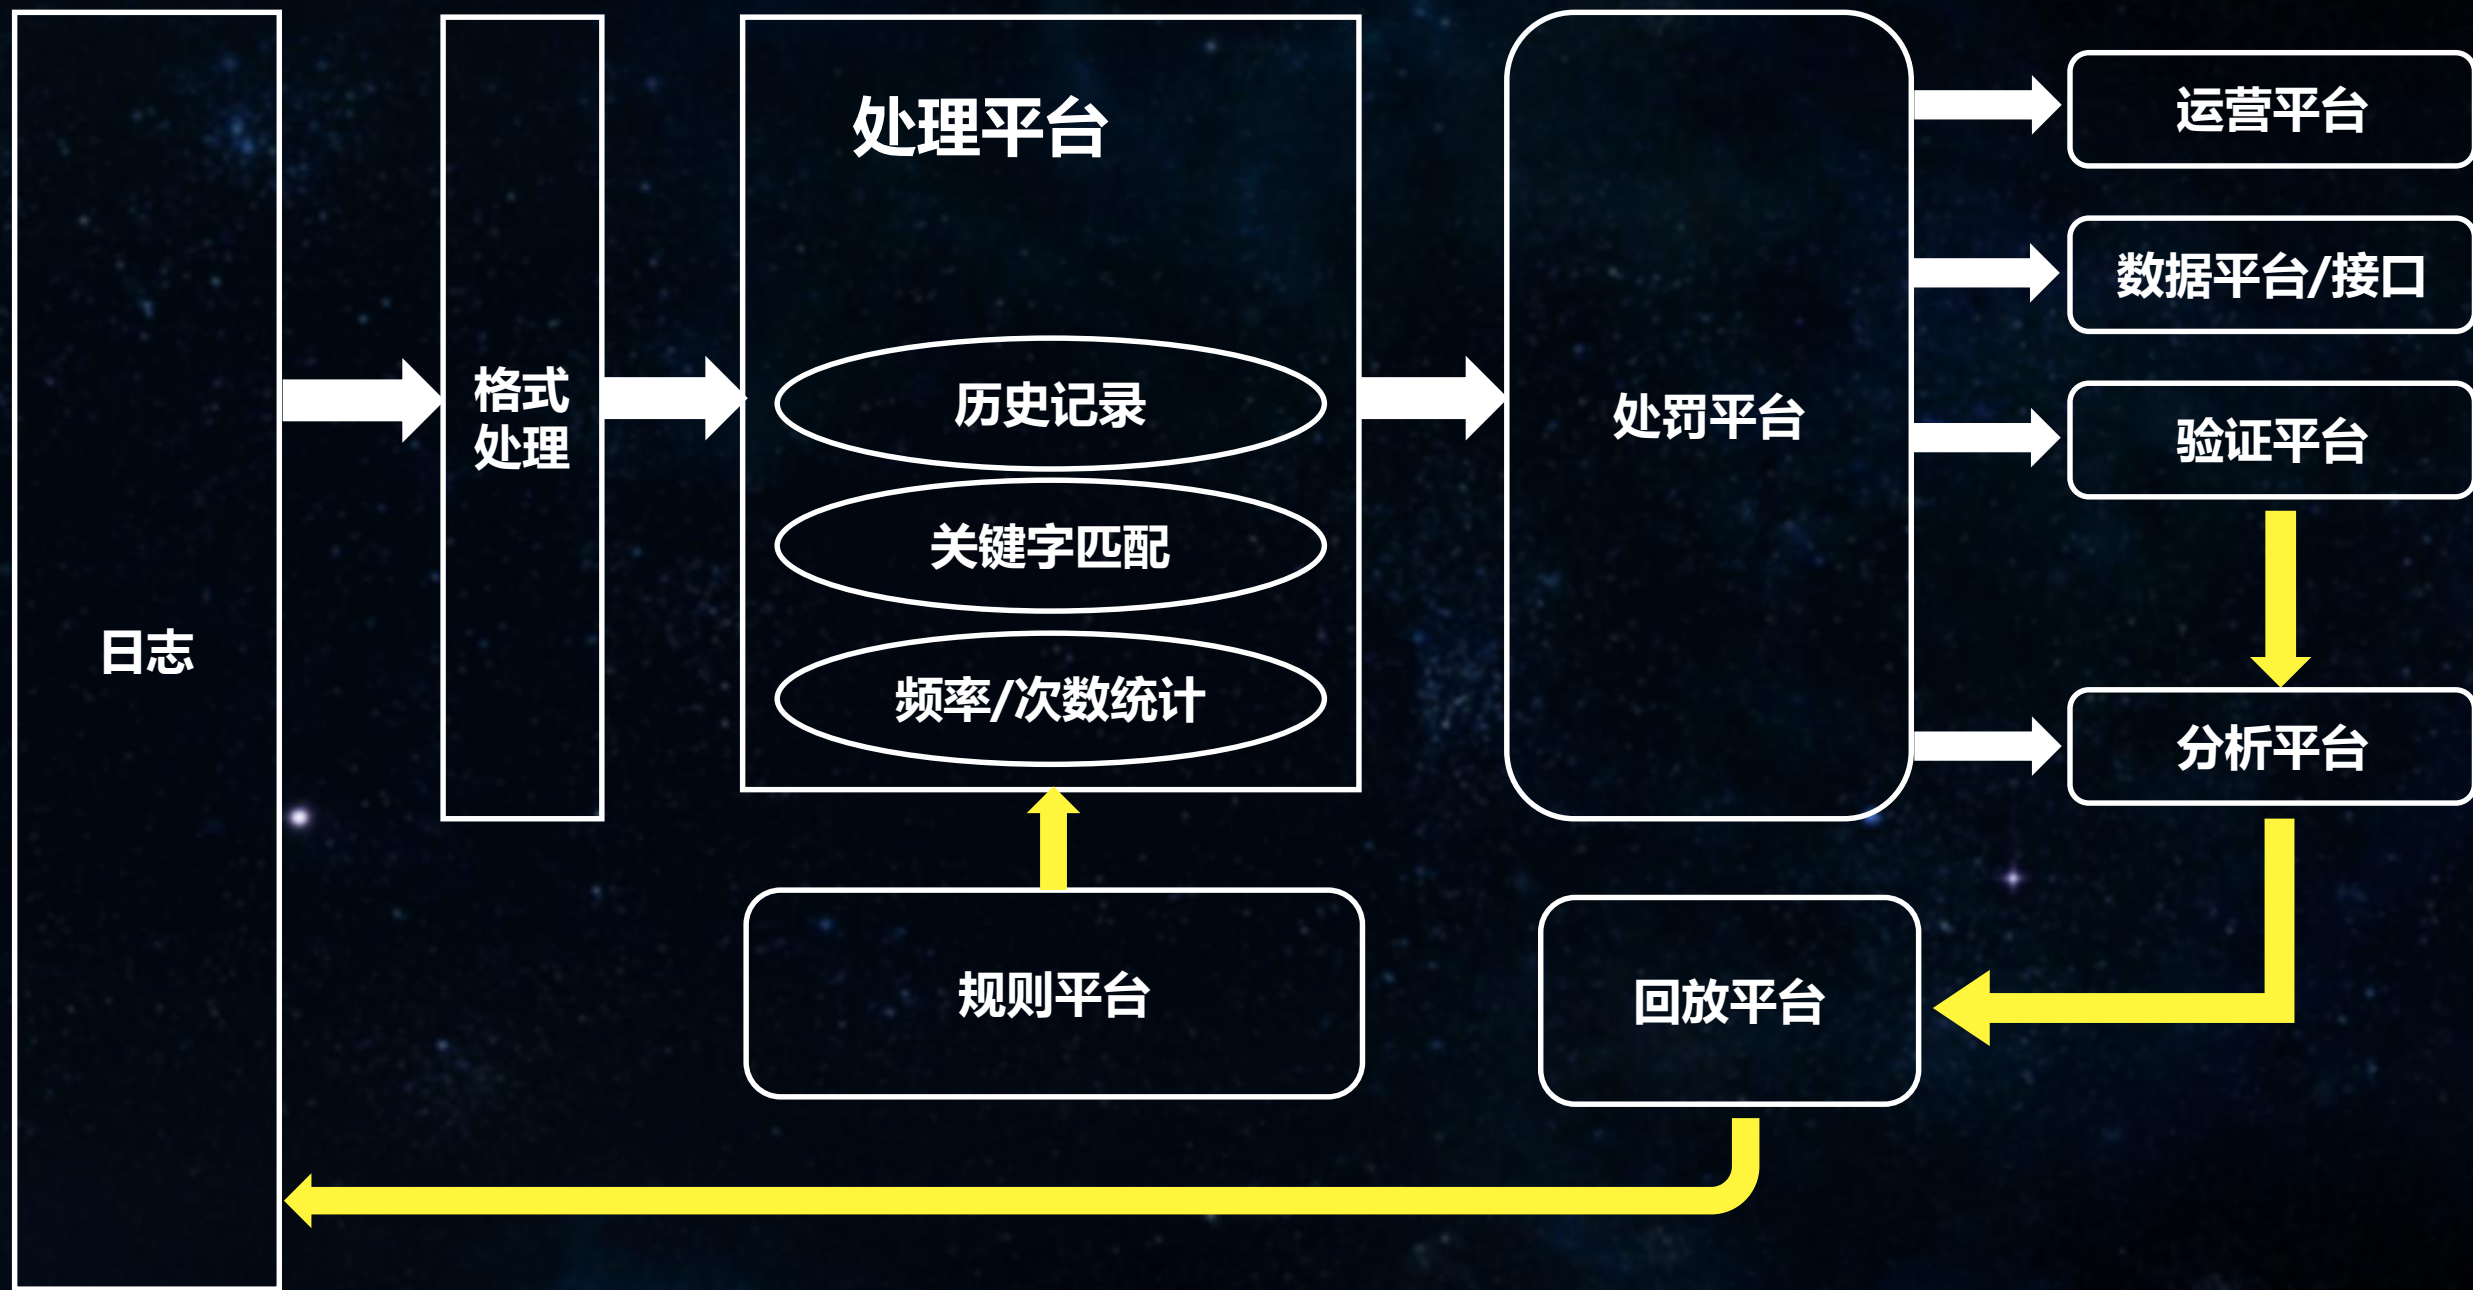 日志
格式
处理
处理平台
历史记录
关键字匹配
频率/次数统计
规则平台
处罚平台
运营平台
数据平台/接口
验证平台
分析平台
回放平台